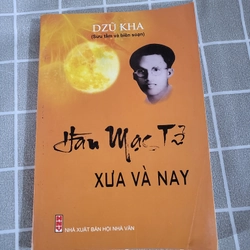 DZŨ KHA
(Sưu tầm và biên soạn)
Hàn Mạc Tử
XƯA VÀ NAY
NHÀ XUẤT BẢN HỘI NHÀ VĂN